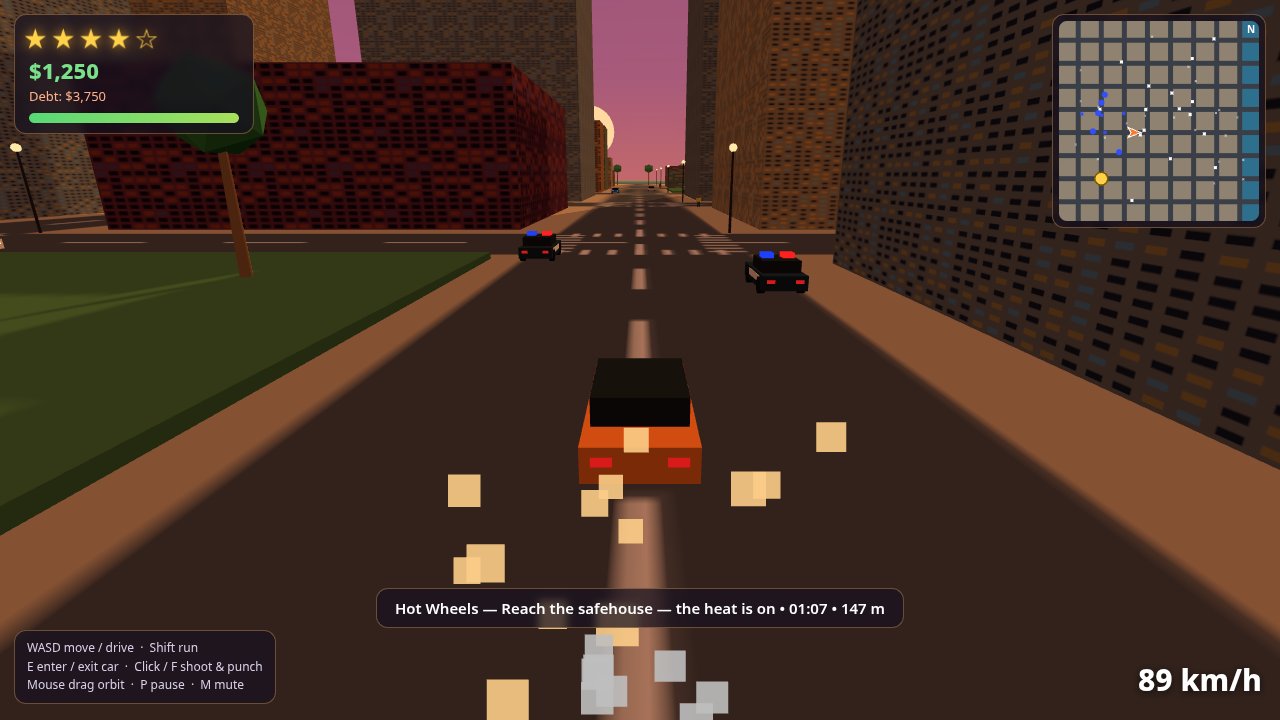 ★★★★☆
$1,250
Debt: $3,750
N
Hot Wheels — Reach the safehouse — the heat is on • 01:07 • 147 m
WASD move / drive · Shift run
E enter / exit car · Click / F shoot & punch
Mouse drag orbit · P pause · M mute
89 km/h